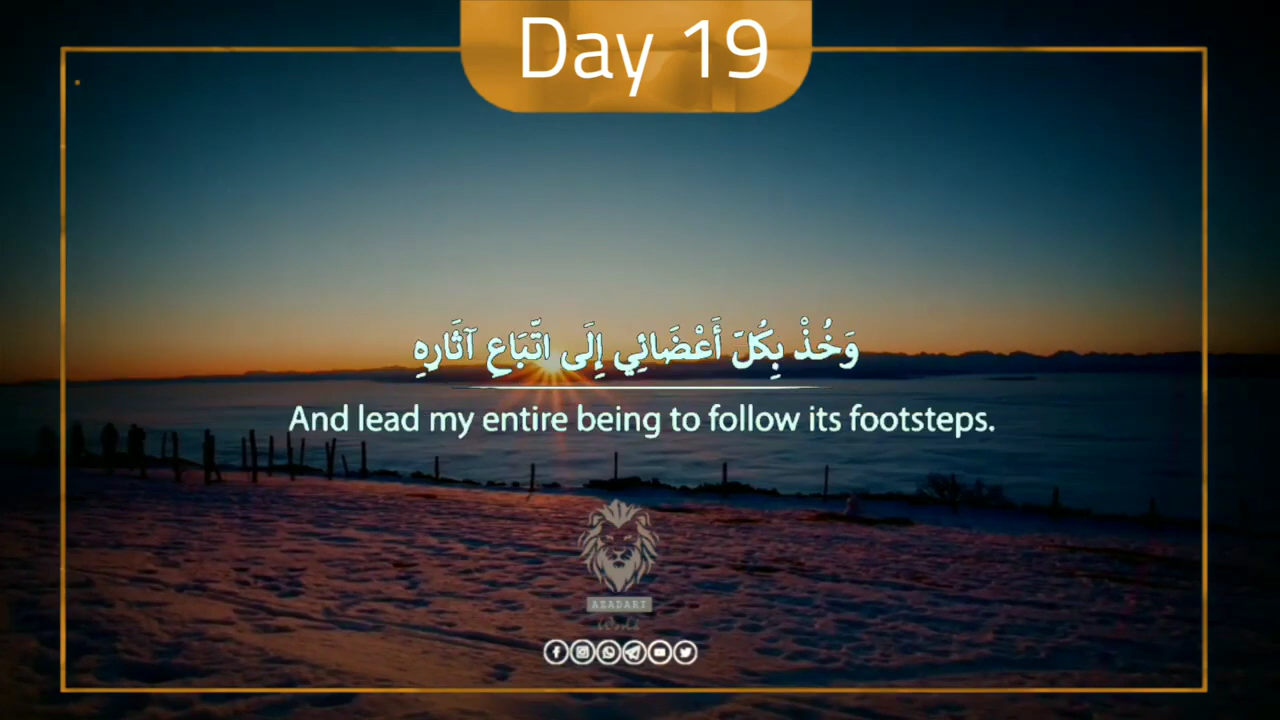 Day 19
وَخُذْ بِكُلِّ أَعْضَائِي إِلَى اتِّبَاعِ آثَارِهِ
And lead my entire being to follow its footsteps.
AZADARI